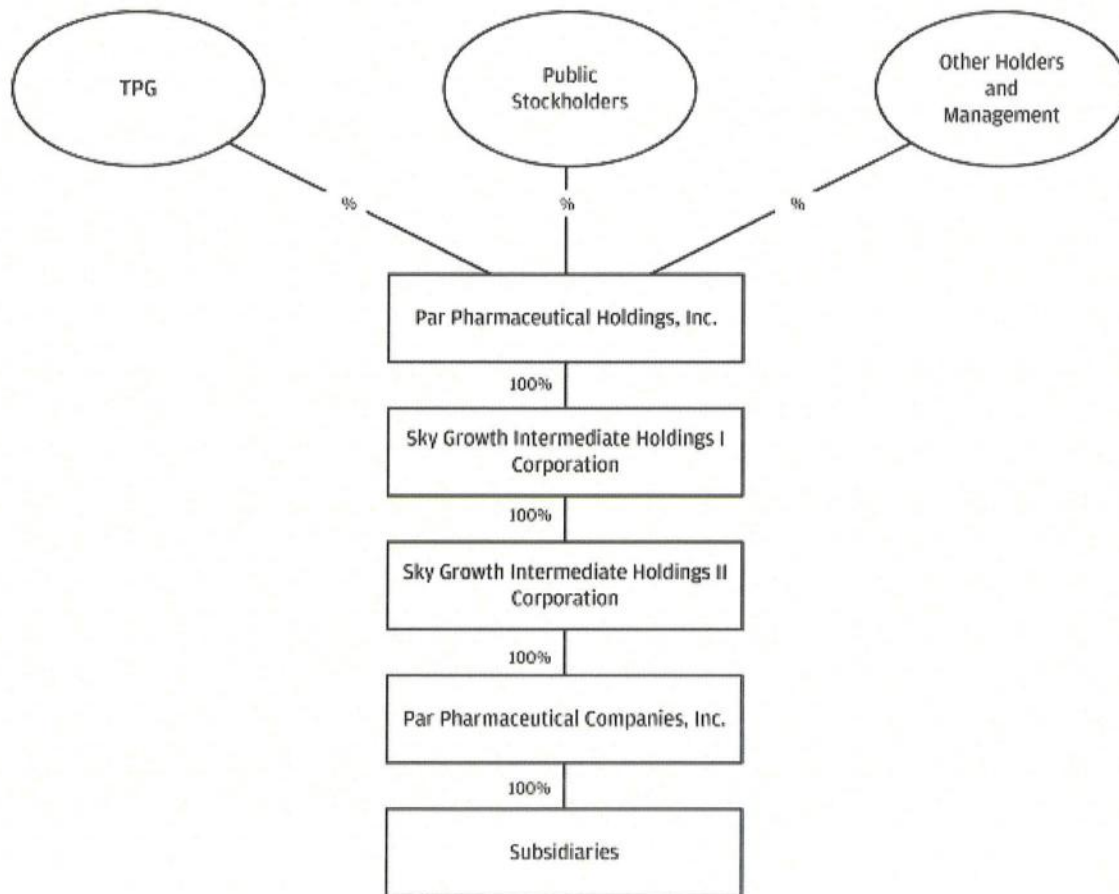 TPG
Public
Stockholders
Other Holders
and
Management
%
%
%
Par Pharmaceutical Holdings, Inc.
100%
Sky Growth Intermediate Holdings I
Corporation
100%
Sky Growth Intermediate Holdings II
Corporation
100%
Par Pharmaceutical Companies, Inc.
100%
Subsidiaries